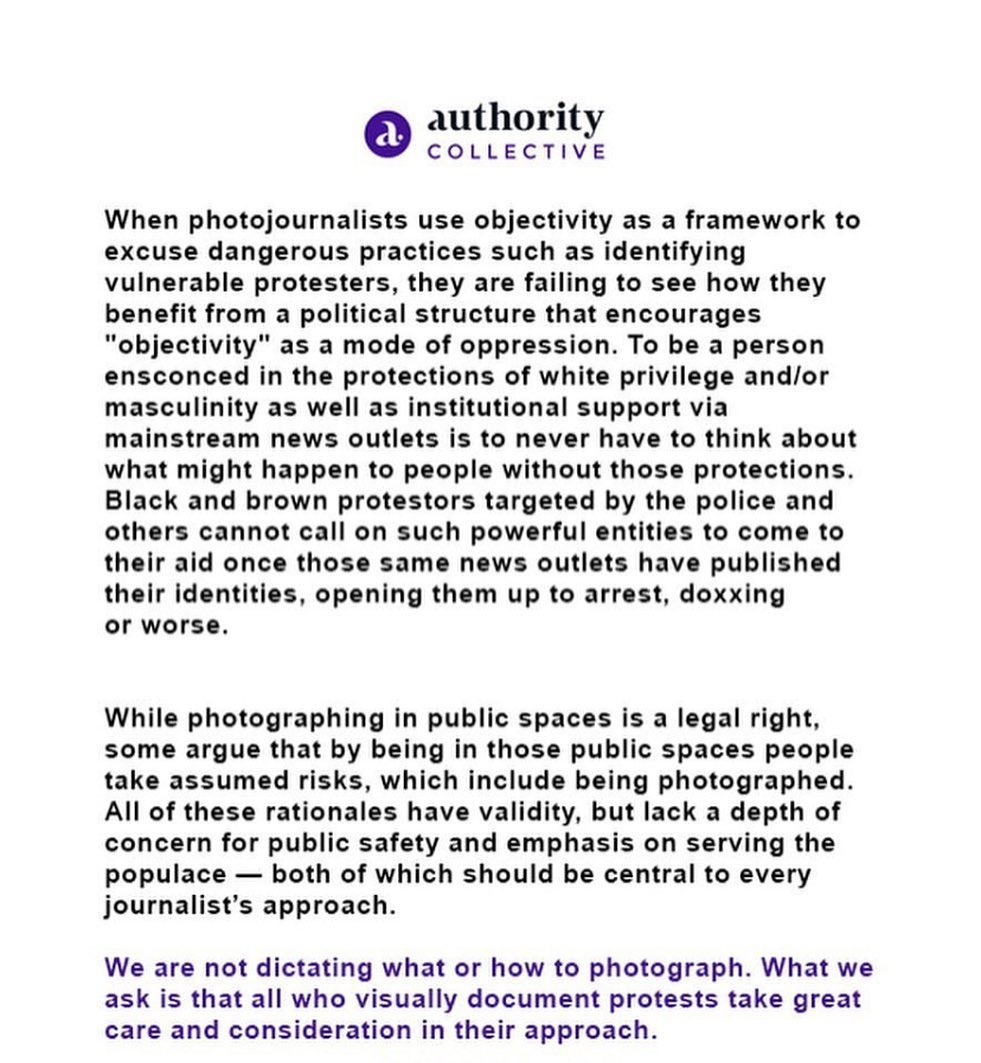 a.
authority
COLLECTIVE
When photojournalists use objectivity as a framework to
excuse dangerous practices such as identifying
vulnerable protesters, they are failing to see how they
benefit from a political structure that encourages
"objectivity" as a mode of oppression. To be a person
ensconced in the protections of white privilege and/or
masculinity as well as institutional support via
mainstream news outlets is to never have to think about
what might happen to people without those protections.
Black and brown protestors targeted by the police and
others cannot call on such powerful entities to come to
their aid once those same news outlets have published
their identities, opening them up to arrest, doxxing
or worse.
While photographing in public spaces is a legal right,
some argue that by being in those public spaces people
take assumed risks, which include being photographed.
All of these rationales have validity, but lack a depth of
concern for public safety and emphasis on serving the
populace — both of which should be central to every
journalist’s approach.
We are not dictating what or how to photograph. What we
ask is that all who visually document protests take great
care and consideration in their approach.